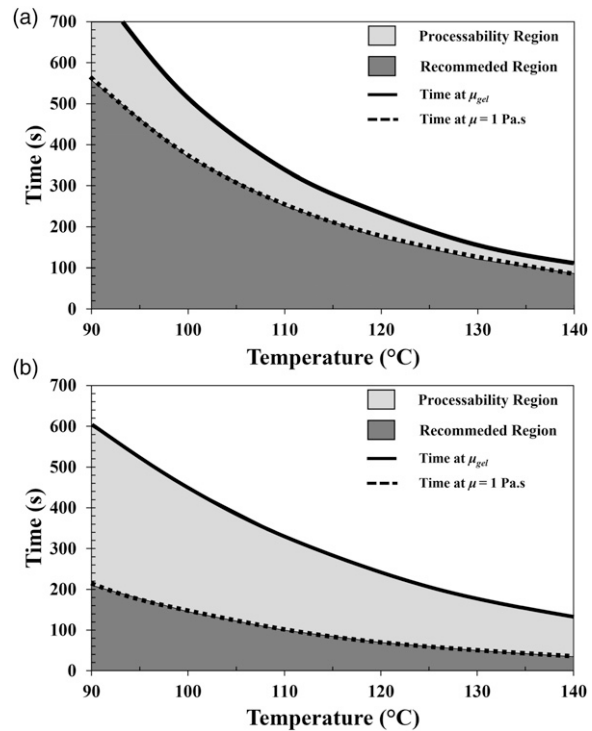 (a)
700
600
500
400
300
200
100
0
Time (s)
Processability Region
Recommeded Region
Time at μgel
Time at μ = 1 Pa.s
90 100 110 120 130 140
Temperature (°C)
(b)
700
600
500
400
300
200
100
0
Time (s)
Processability Region
Recommeded Region
Time at μgel
Time at μ = 1 Pa.s
90 100 110 120 130 140
Temperature (°C)